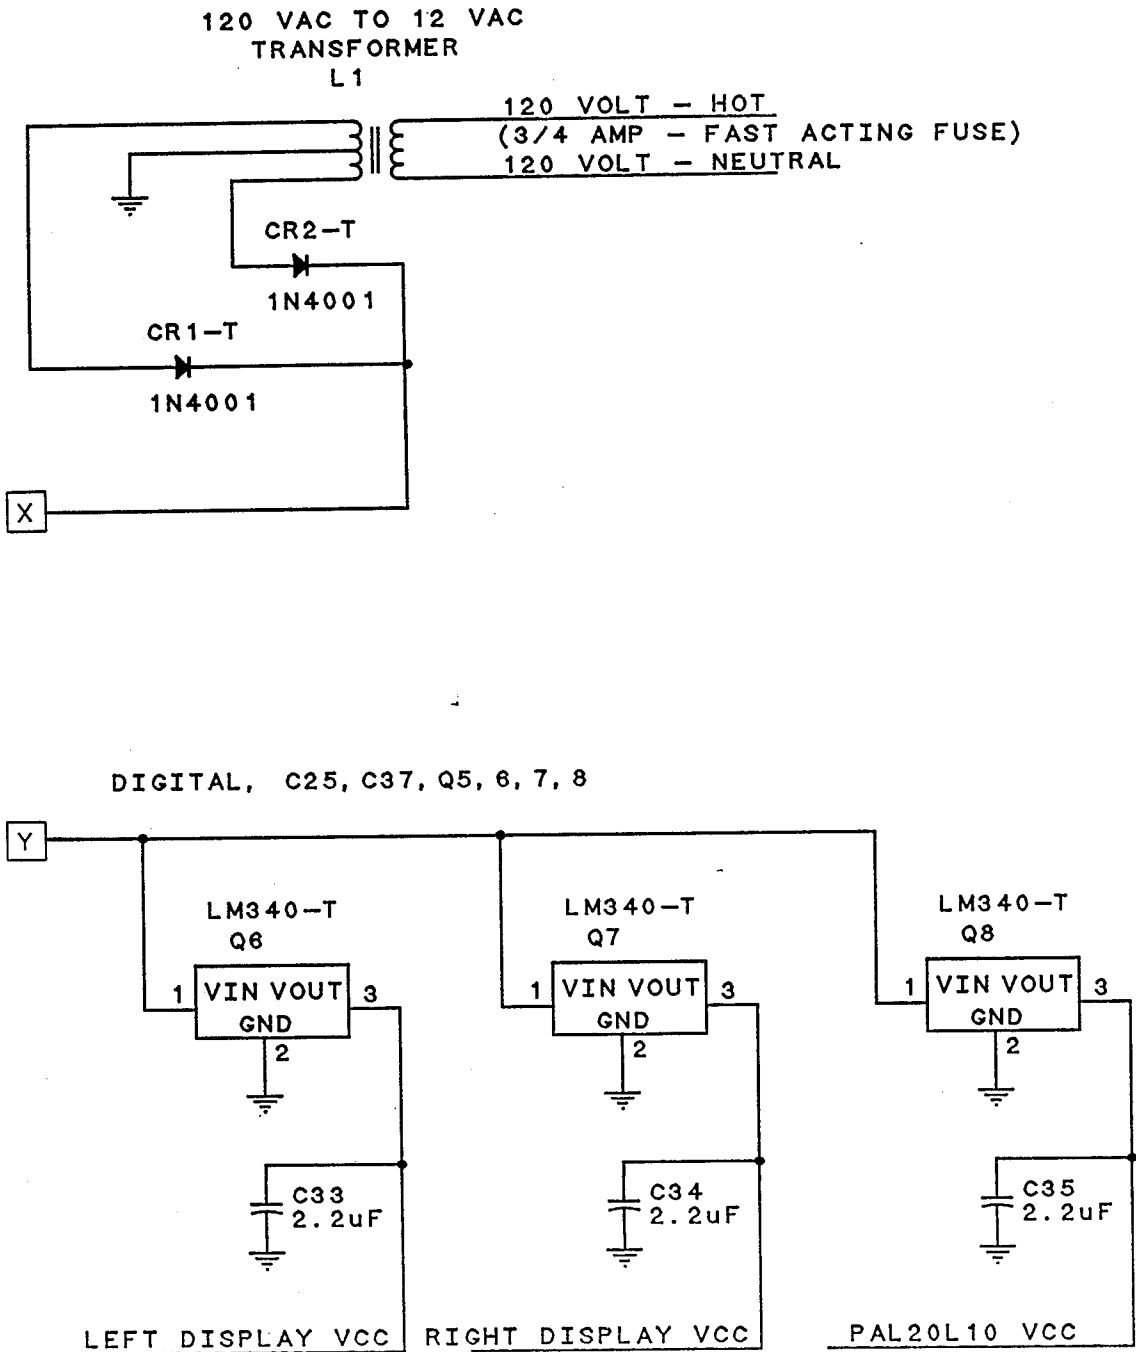 120 VAC TO 12 VAC
TRANSFORMER
L1
120 VOLT - HOT
(3/4 AMP - FAST ACTING FUSE)
120 VOLT - NEUTRAL
CR2-T
1N4001
CR1-T
1N4001
X
DIGITAL, C25, C37, Q5, 6, 7, 8
Y
LM340-T
Q6
1 VIN VOUT 3
GND
2
C33
2.2uF
LEFT DISPLAY VCC
LM340-T
Q7
1 VIN VOUT 3
GND
2
C34
2.2uF
RIGHT DISPLAY VCC
LM340-T
Q8
1 VIN VOUT 3
GND
2
C35
2.2uF
PAL20L10 VCC